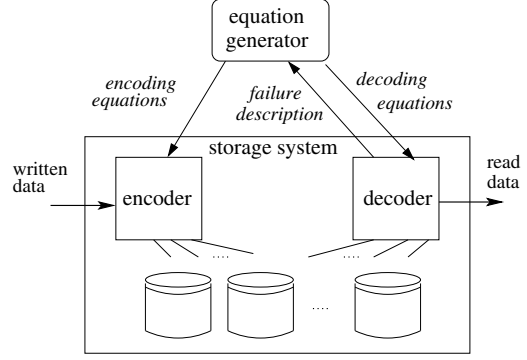 equation
generator
encoding
equations
failure
description
decoding
equations
storage system
written
data
encoder
decoder
read
data
....
....
....